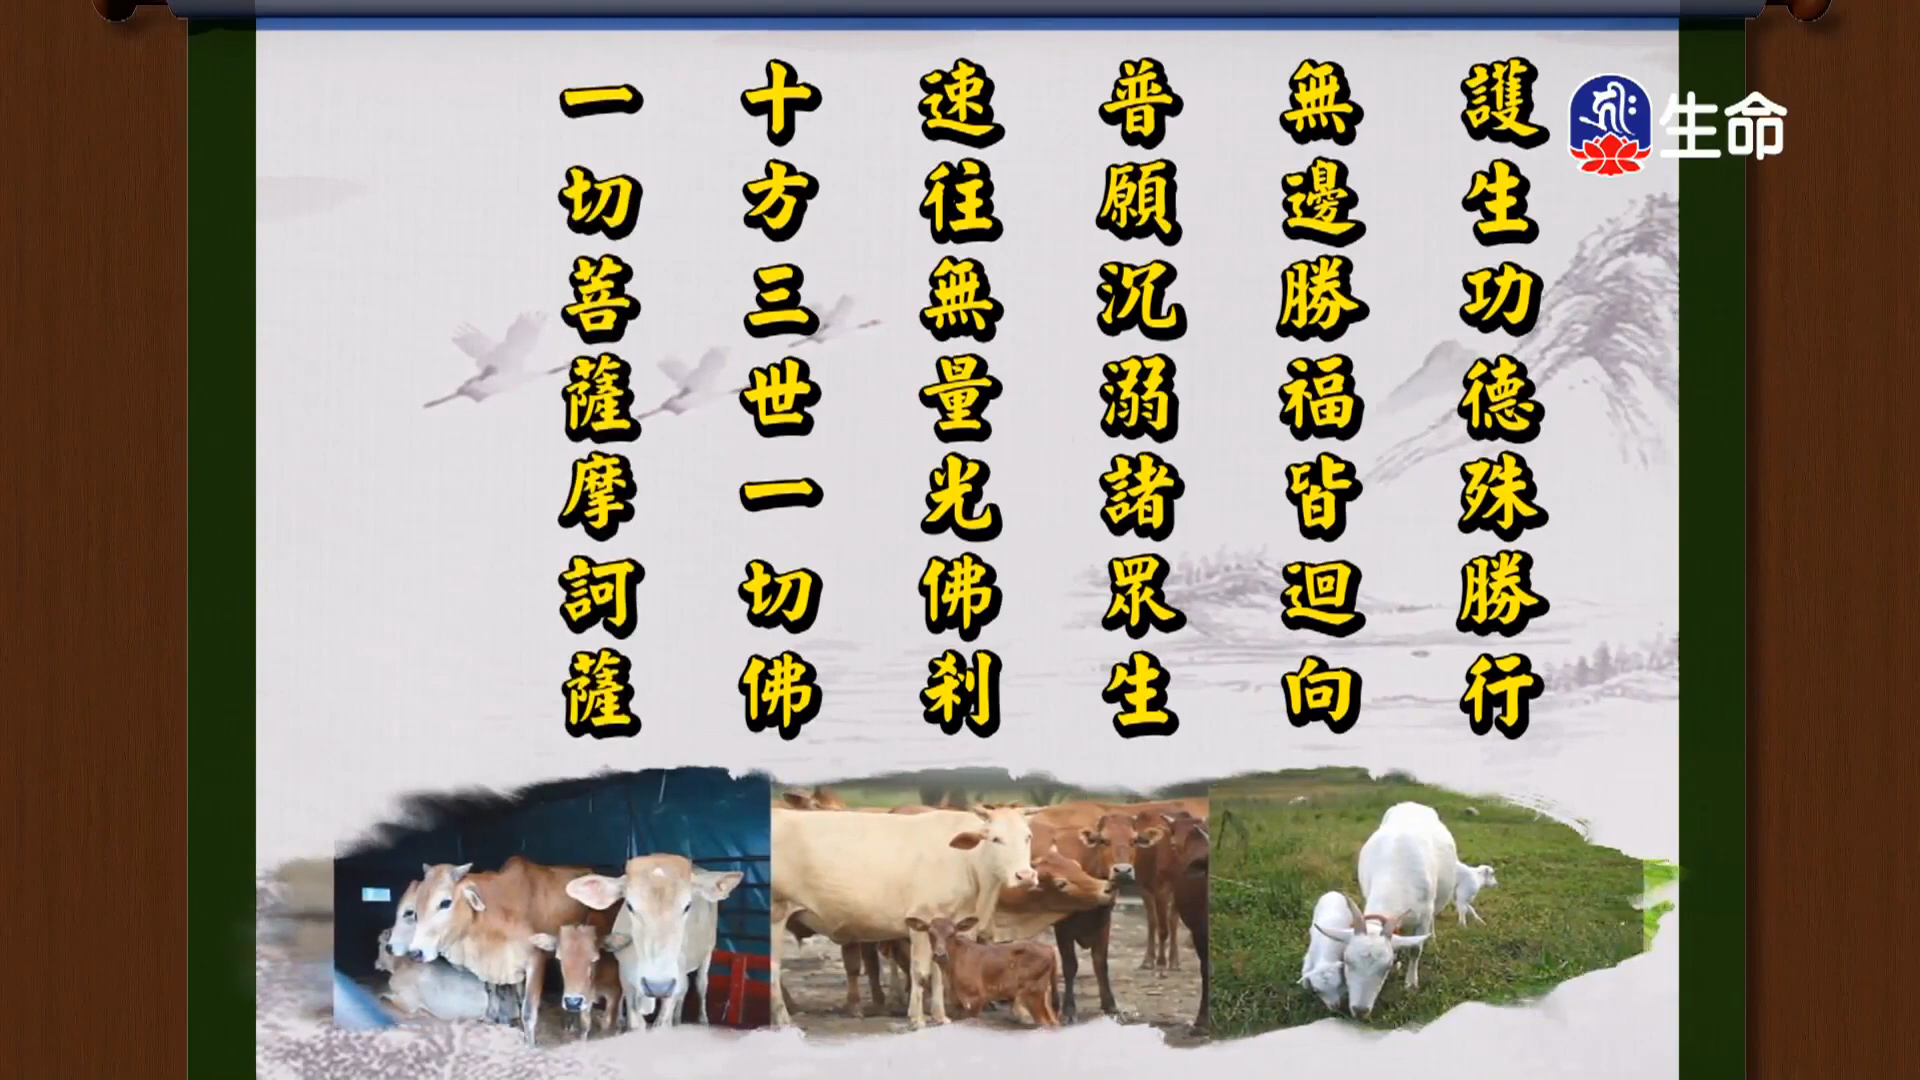 護生功德殊勝行
無邊勝福皆迴向
普願沉溺諸眾生
速往無量光佛剎
十方三世一切佛
一切菩薩摩訶薩
生命